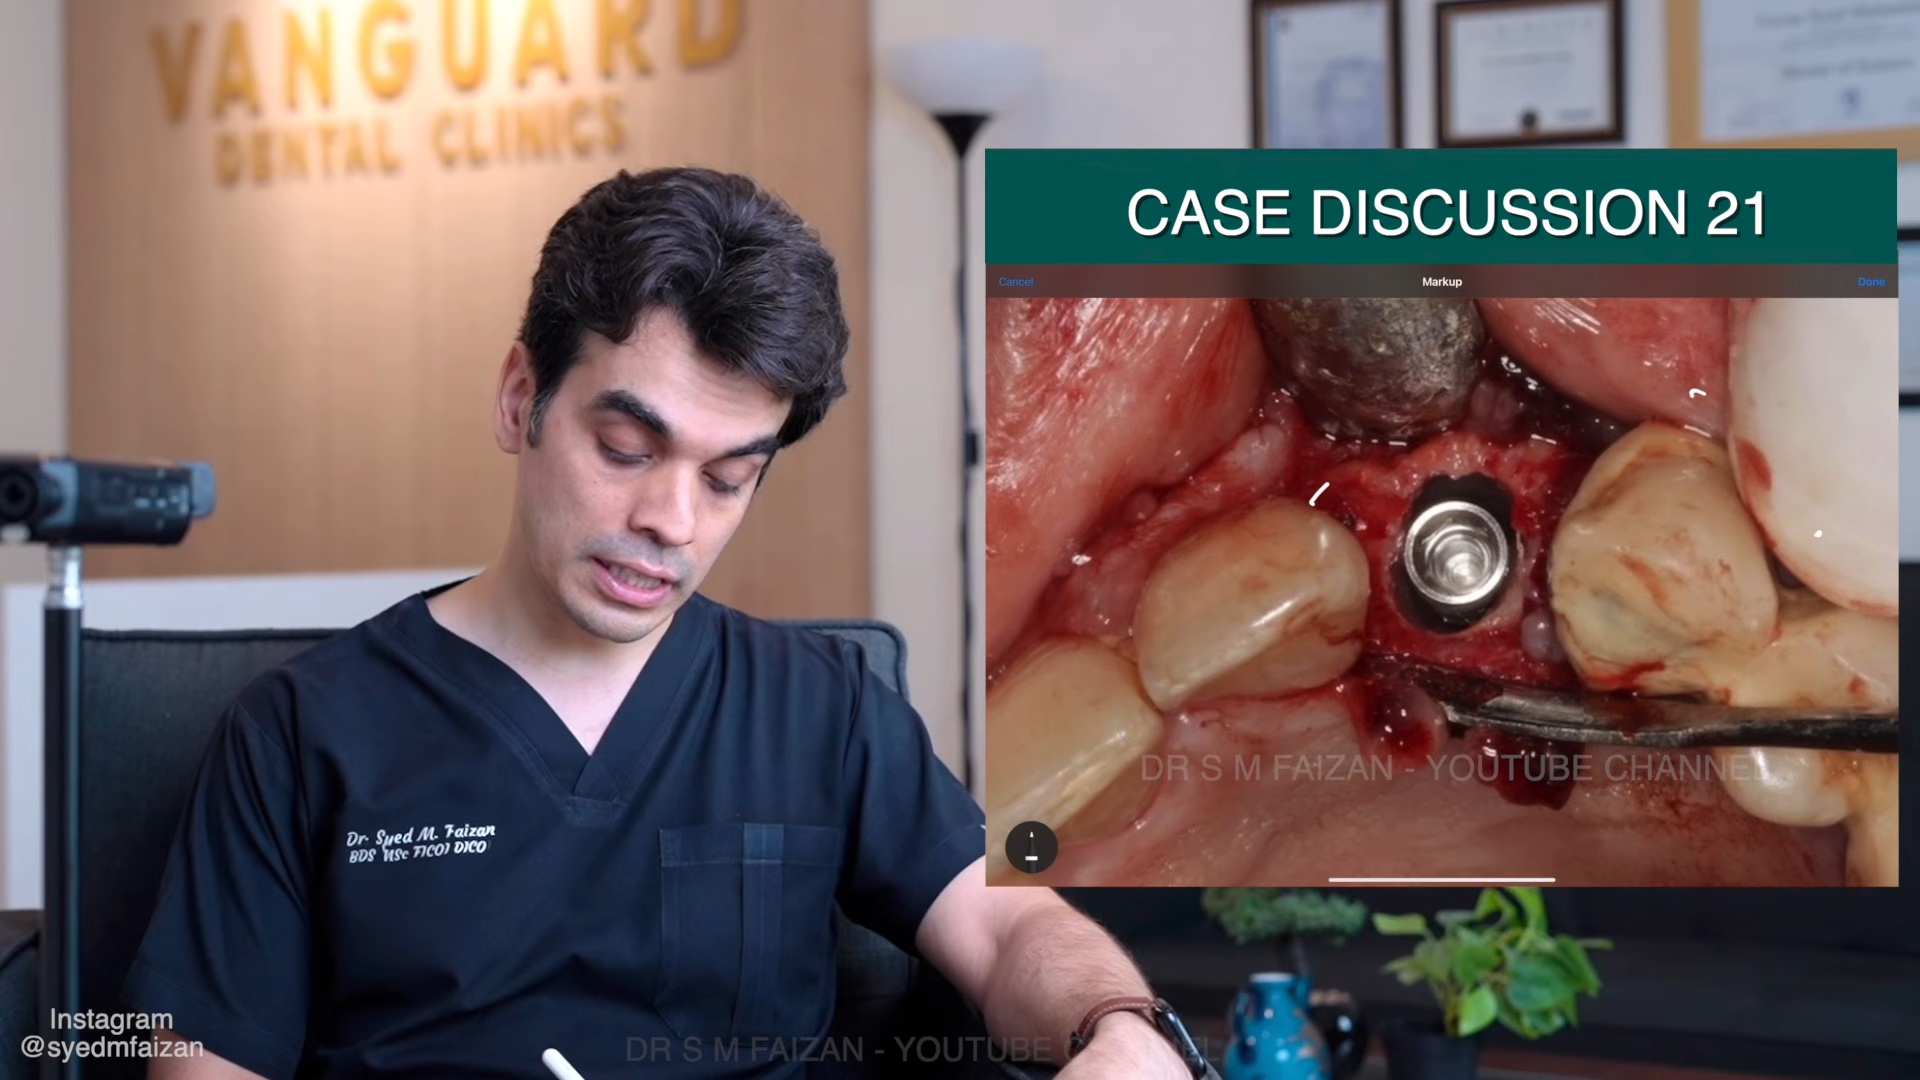 VANGUARD
DENTAL CLINICS
CASE DISCUSSION 21
Cancel
Markup
Done
DR S M FAIZAN - YOUTUBE CHANNEL
Dr. Syed M. Faizan
BDS MSc FICOI DICOI
Instagram
@syedmfaizan
DR S M FAIZAN - YOUTUBE CHANNEL